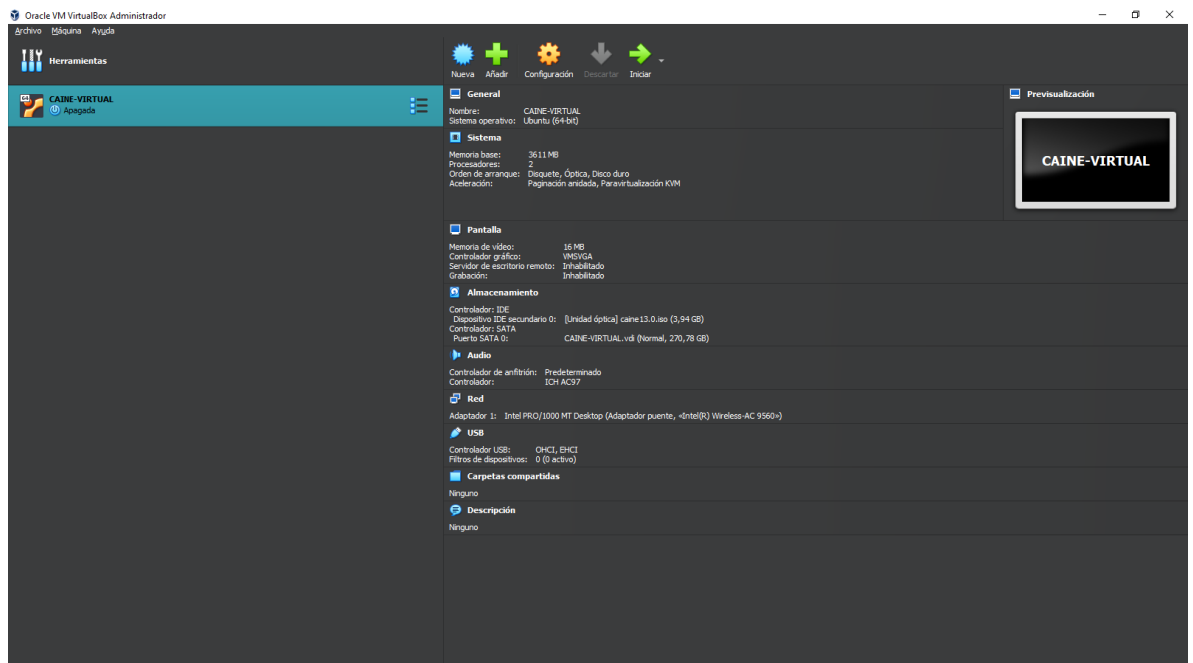 Oracle VM VirtualBox Administrador
Archivo Máquina Ayuda
Herramientas
Nueva Añadir Configuración Descartar Iniciar
64
CAINE-VIRTUAL
Apagada
General
Nombre: CAINE-VIRTUAL
Sistema operativo: Ubuntu (64-bit)
Previsualización
CAINE-VIRTUAL
Sistema
Memoria base: 3611 MB
Procesadores: 2
Orden de arranque: Disquete, Óptica, Disco duro
Aceleración: Paginación anidada, Paravirtualización KVM
Pantalla
Memoria de vídeo: 16 MB
Controlador gráfico: VMSVGA
Servidor de escritorio remoto: Inhabilitado
Grabación: Inhabilitado
Almacenamiento
Controlador: IDE
Dispositivo IDE secundario 0: [Unidad óptica] caine13.0.iso (3,94 GB)
Controlador: SATA
Puerto SATA 0: CAINE-VIRTUAL.vdi (Normal, 270,78 GB)
Audio
Controlador de anfitrión: Predeterminado
Controlador: ICH AC97
Red
Adaptador 1: Intel PRO/1000 MT Desktop (Adaptador puente, «Intel(R) Wireless-AC 9560»)
USB
Controlador USB: OHCI, EHCI
Filtros de dispositivos: 0 (0 activo)
Carpetas compartidas
Ninguno
Descripción
Ninguno